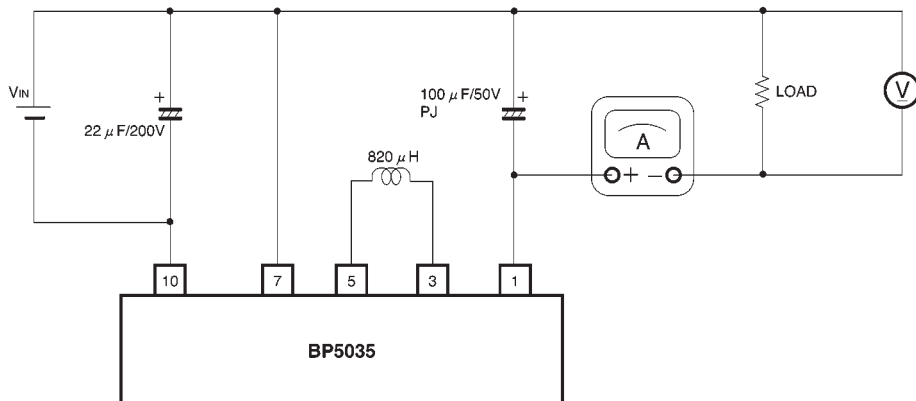 VIN
+
22 μF/200V
100 μF/50V
PJ
+
820 μH
A
+ −
LOAD
V
10
7
5
3
1
BP5035